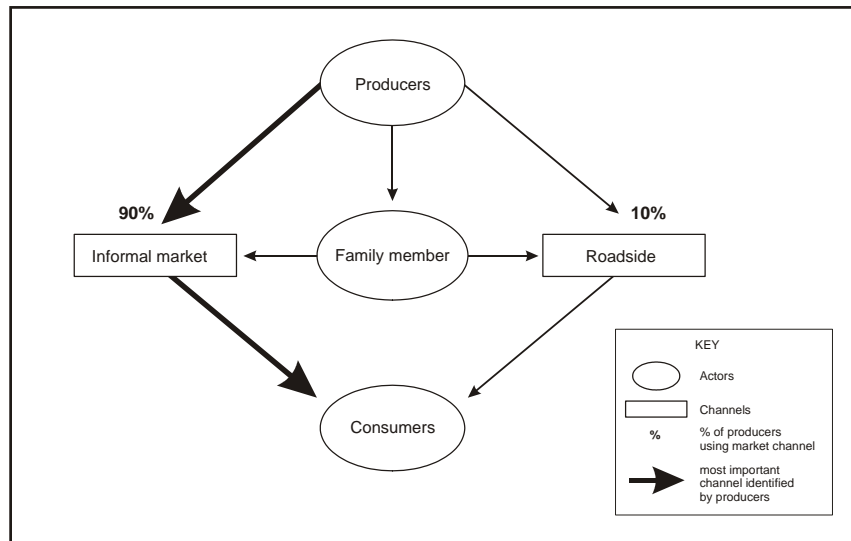 Producers
90%
10%
Informal market
Family member
Roadside
Consumers
KEY
Actors
Channels
%
% of producers
using market channel
most important
channel identified
by producers